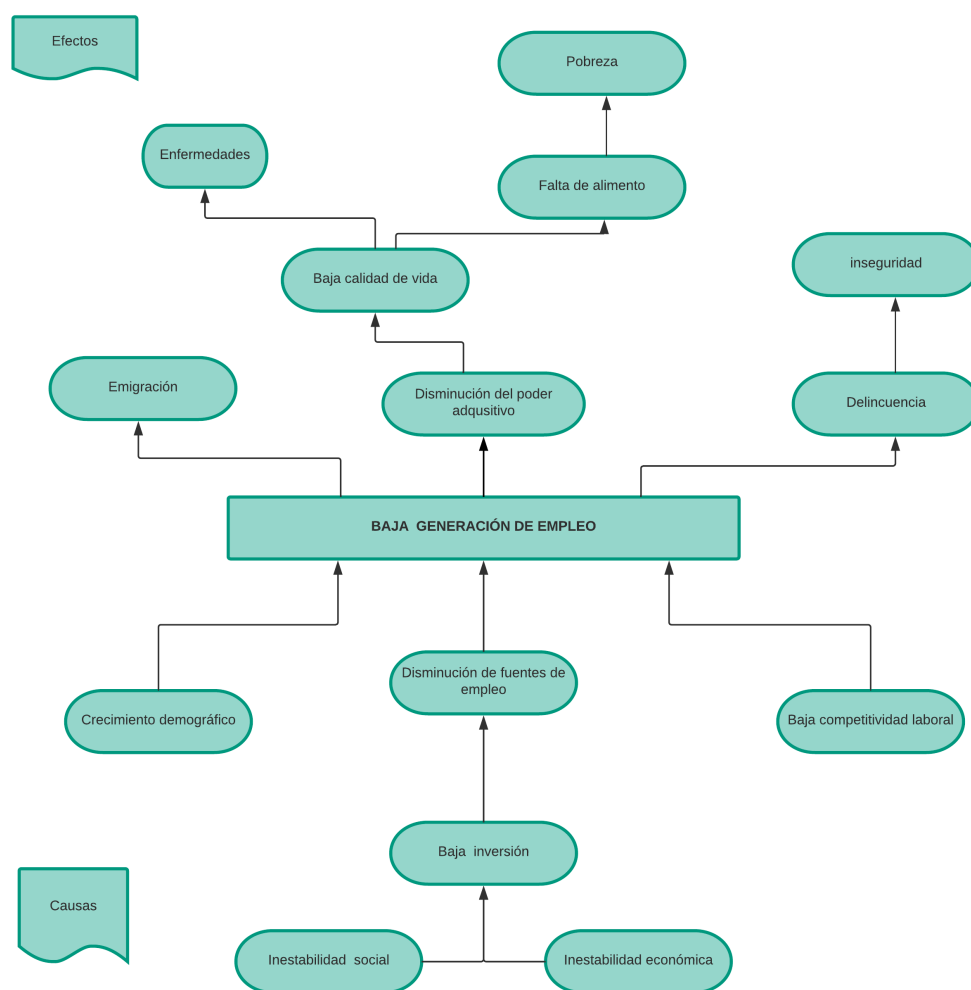 Efectos
Pobreza
Enfermedades
Falta de alimento
Baja calidad de vida
inseguridad
Emigración
Disminución del poder
adqusitivo
Delincuencia
BAJA  GENERACIÓN DE EMPLEO
Disminución de fuentes de
empleo
Crecimiento demográfico
Baja competitividad laboral
Baja  inversión
Causas
Inestabilidad  social
Inestabilidad económica